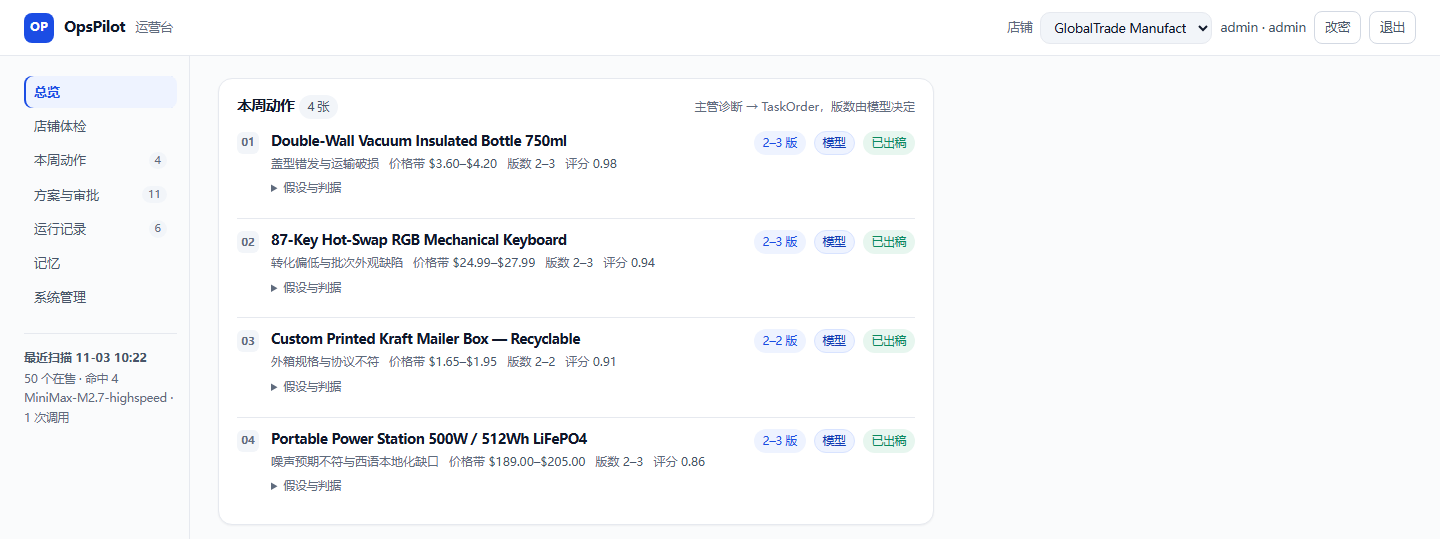 OP OpsPilot 运营台 店铺 GlobalTrade Manufact admin · admin 改密 退出
总览
店铺体检
本周动作 4
方案与审批 11
运行记录 6
记忆
系统管理
最近扫描 11-03 10:22
50 个在售 · 命中 4
MiniMax-M2.7-highspeed ·
1 次调用
本周动作 4 张 主管诊断 → TaskOrder，版数由模型决定
01 Double-Wall Vacuum Insulated Bottle 750ml 2–3 版 模型 已出稿
盖型错发与运输破损 价格带 $3.60–$4.20 版数 2–3 评分 0.98
▶ 假设与判据
02 87-Key Hot-Swap RGB Mechanical Keyboard 2–3 版 模型 已出稿
转化偏低与批次外观缺陷 价格带 $24.99–$27.99 版数 2–3 评分 0.94
▶ 假设与判据
03 Custom Printed Kraft Mailer Box — Recyclable 2–2 版 模型 已出稿
外箱规格与协议不符 价格带 $1.65–$1.95 版数 2–2 评分 0.91
▶ 假设与判据
04 Portable Power Station 500W / 512Wh LiFePO4 2–3 版 模型 已出稿
噪声预期不符与西语本地化缺口 价格带 $189.00–$205.00 版数 2–3 评分 0.86
▶ 假设与判据